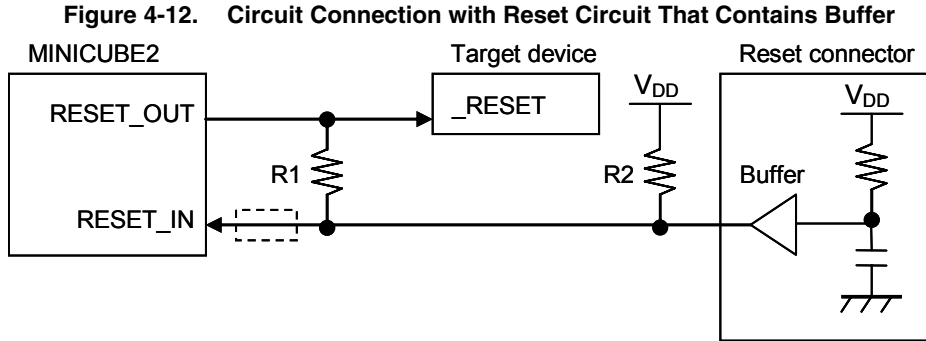 Figure 4-12. Circuit Connection with Reset Circuit That Contains Buffer
MINICUBE2
Target device
Reset connector
RESET_OUT
_RESET
VDD
VDD
R1
R2
Buffer
RESET_IN